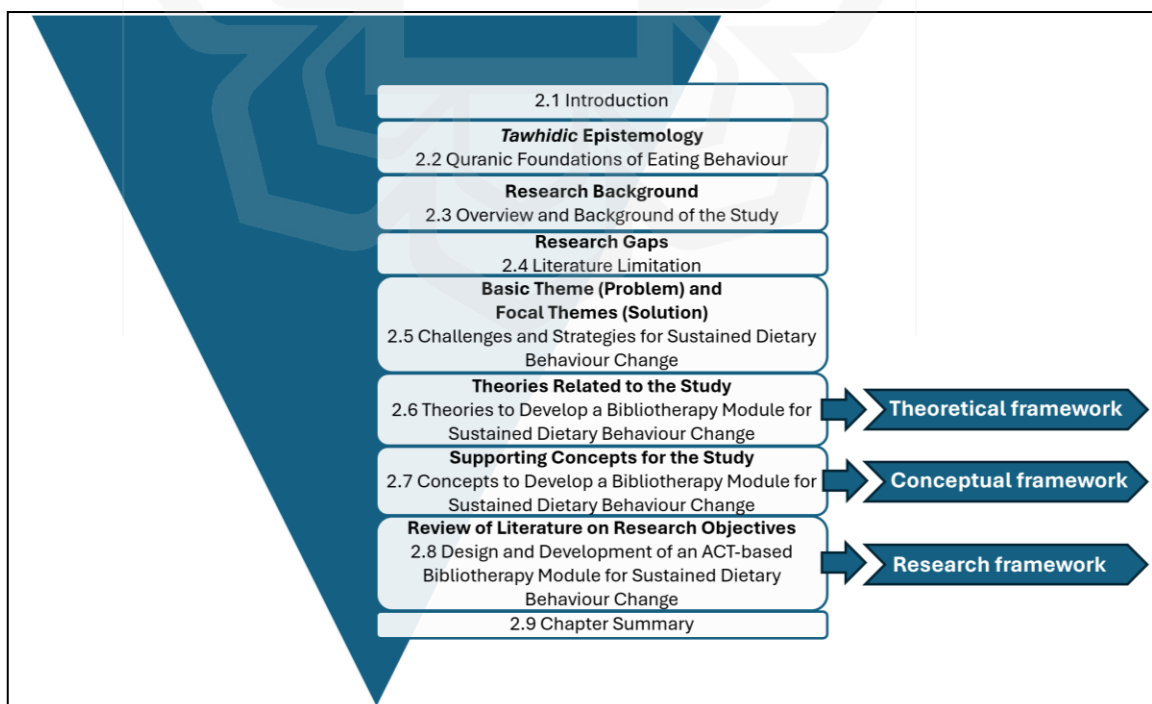 2.1 Introduction
Tawhidic Epistemology
2.2 Quranic Foundations of Eating Behaviour
Research Background
2.3 Overview and Background of the Study
Research Gaps
2.4 Literature Limitation
Basic Theme (Problem) and
Focal Themes (Solution)
2.5 Challenges and Strategies for Sustained Dietary
Behaviour Change
Theories Related to the Study
2.6 Theories to Develop a Bibliotherapy Module for
Sustained Dietary Behaviour Change
Theoretical framework
Supporting Concepts for the Study
2.7 Concepts to Develop a Bibliotherapy Module for
Sustained Dietary Behaviour Change
Conceptual framework
Review of Literature on Research Objectives
2.8 Design and Development of an ACT-based
Bibliotherapy Module for Sustained Dietary
Behaviour Change
Research framework
2.9 Chapter Summary